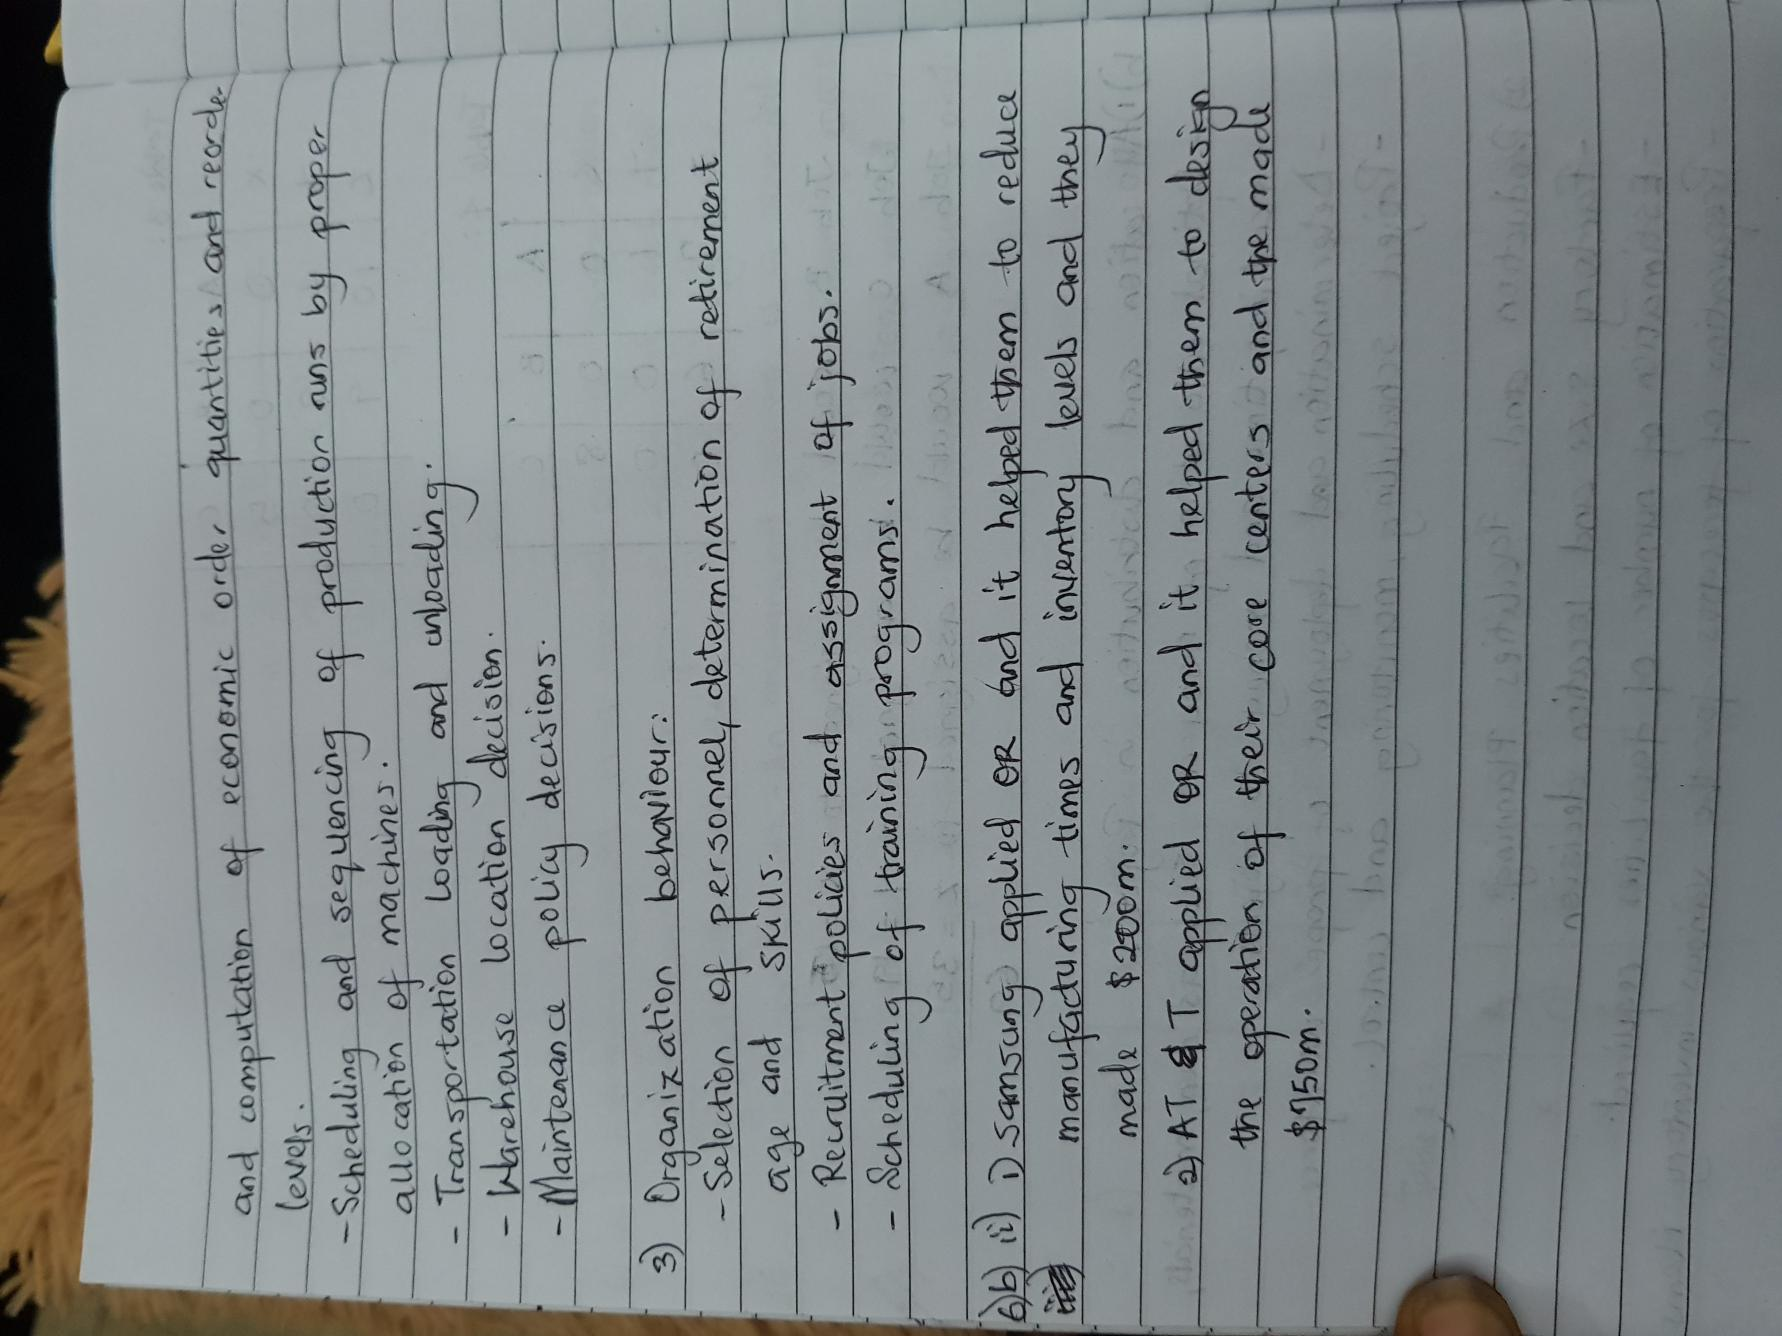 and computation of economic order quantities and reorde-
levels.
- Scheduling and sequencing of production runs by proper
allocation of machines.
- Transportation loading and unloading.
- Warehouse location decision.
- Maintenance policy decisions.
3) Organization behaviour:
- Selection of personnel, determination of retirement
age and skills.
- Recruitment policies and assignment of jobs.
- Scheduling of training programs.
6)b) ii) 1) Samsung applied OR and it helped them to reduce
manufacturing times and inventory levels and they
made $200m.
2) AT & T applied OR and it helped them to design
the operation of their core centers and the made
$750m.